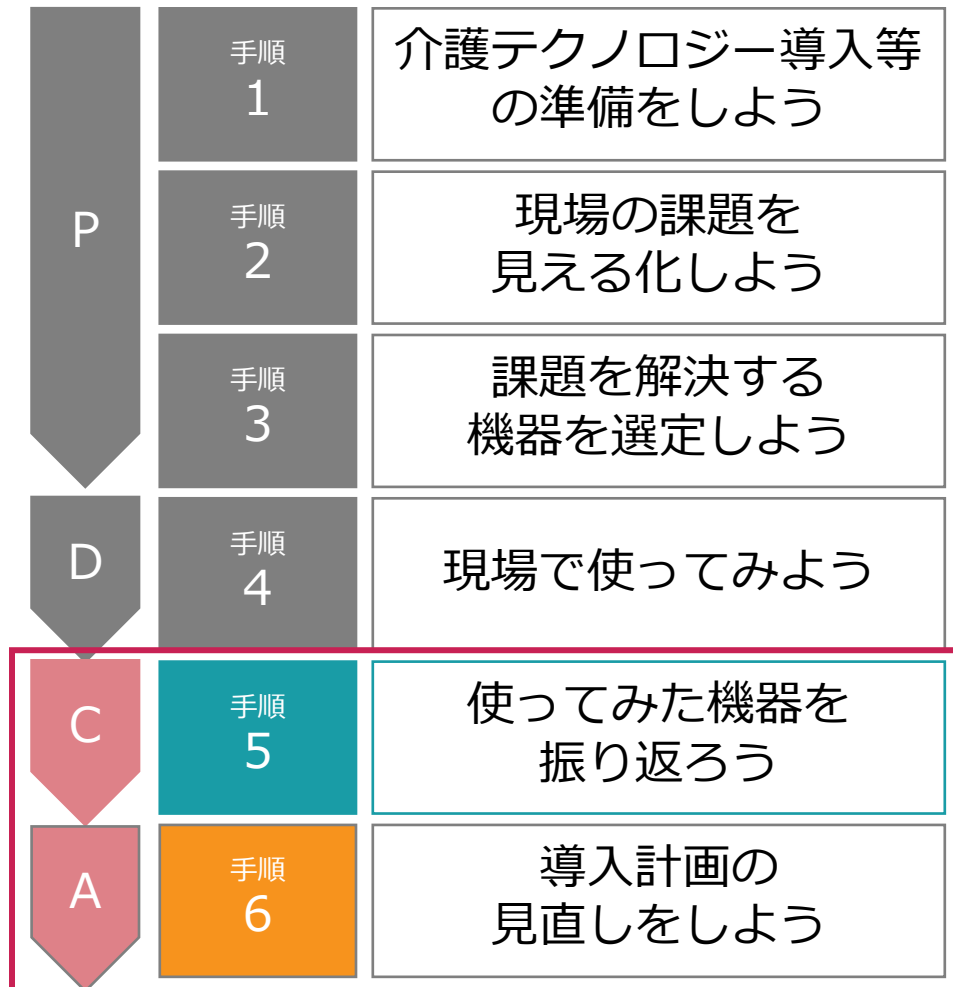 P
手順
1
介護テクノロジー導入等
の準備をしよう
手順
2
現場の課題を
見える化しよう
手順
3
課題を解決する
機器を選定しよう
D
手順
4
現場で使ってみよう
C
手順
5
使ってみた機器を
振り返ろう
A
手順
6
導入計画の
見直しをしよう